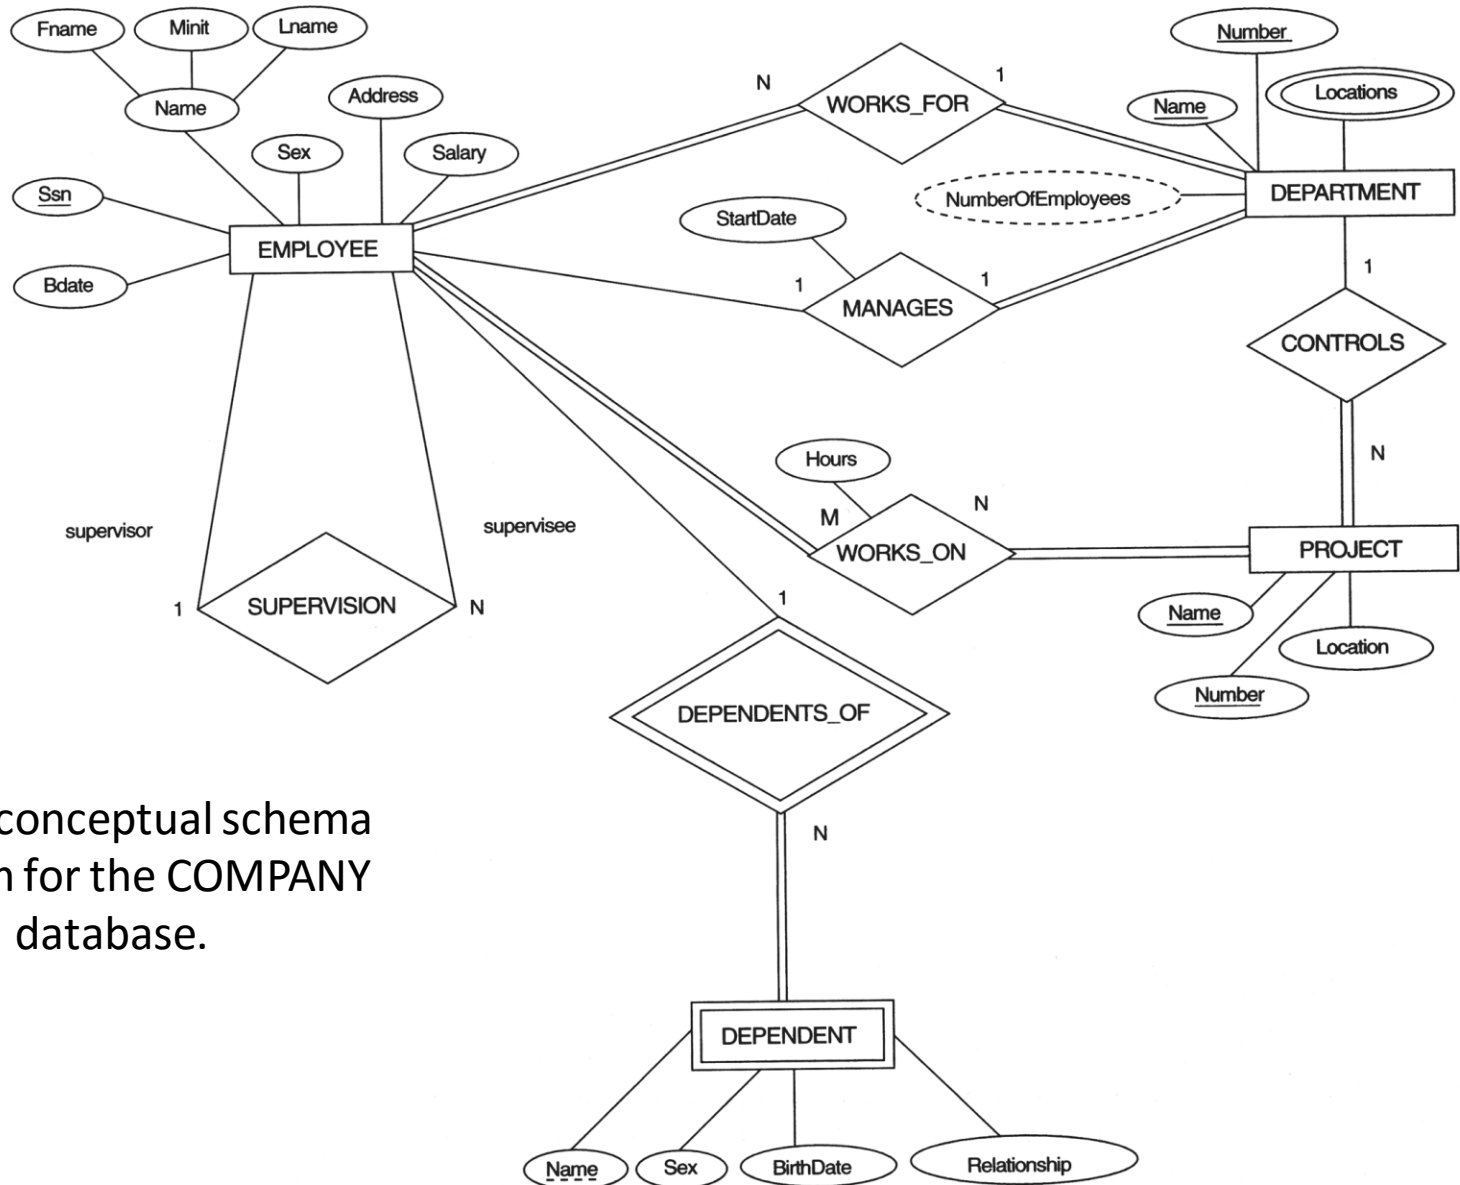 Fname
Minit
Lname
Name
Address
Sex
Salary
Ssn
Bdate
EMPLOYEE
N
WORKS_FOR
1
Number
Name
Locations
NumberOfEmployees
DEPARTMENT
StartDate
1
MANAGES
1
1
CONTROLS
N
supervisor
supervisee
1
SUPERVISION
N
Hours
M
N
WORKS_ON
PROJECT
Name
Number
Location
1
DEPENDENTS_OF
N
conceptual schema
for the COMPANY
database.
DEPENDENT
Name
Sex
BirthDate
Relationship